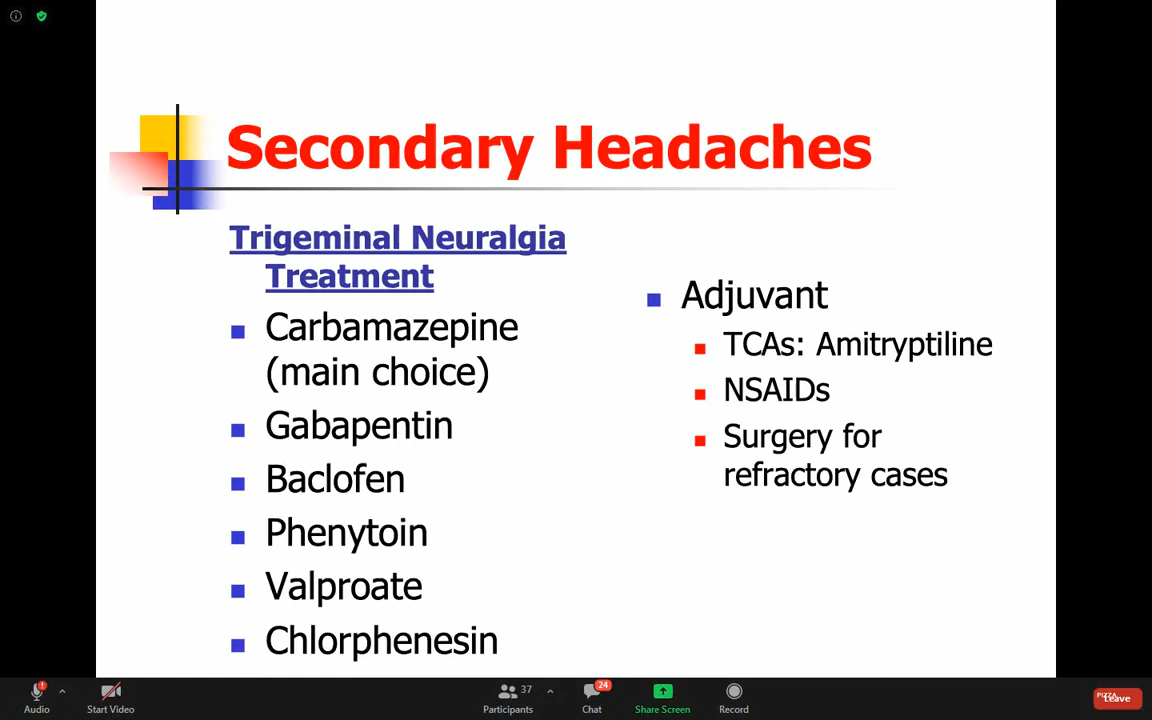 Secondary Headaches
Trigeminal Neuralgia
Treatment
Carbamazepine
(main choice)
Gabapentin
Baclofen
Phenytoin
Valproate
Chlorphenesin
Adjuvant
TCAs: Amitryptiline
NSAIDs
Surgery for
refractory cases
Audio
Start Video
37
Participants
24
Chat
Share Screen
Record
PIZZA
Leave